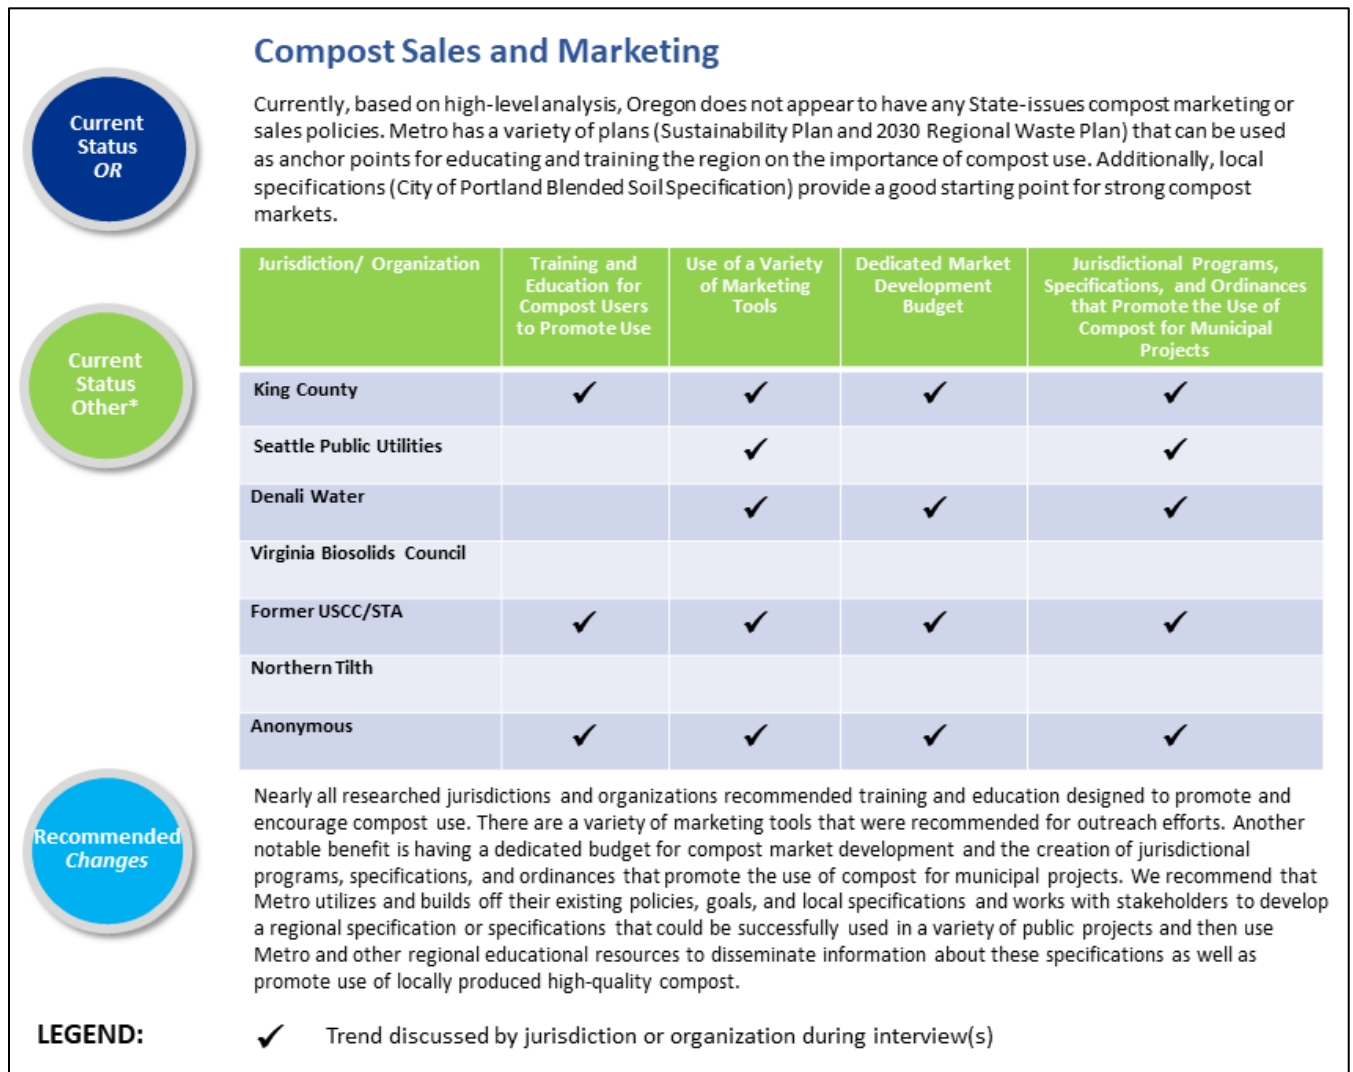 Compost Sales and Marketing
Current
Status
OR
Currently, based on high-level analysis, Oregon does not appear to have any State-issues compost marketing or
sales policies. Metro has a variety of plans (Sustainability Plan and 2030 Regional Waste Plan) that can be used
as anchor points for educating and training the region on the importance of compost use. Additionally, local
specifications (City of Portland Blended Soil Specification) provide a good starting point for strong compost
markets.
Current
Status
Other*
Jurisdiction/ Organization
Training and
Education for
Compost Users
to Promote Use
Use of a Variety
of Marketing
Tools
Dedicated Market
Development
Budget
Jurisdictional Programs,
Specifications, and Ordinances
that Promote the Use of
Compost for Municipal
Projects
King County ✓ ✓ ✓ ✓
Seattle Public Utilities ✓ ✓
Denali Water ✓ ✓ ✓
Virginia Biosolids Council
Former USCC/STA ✓ ✓ ✓ ✓
Northern Tilth
Anonymous ✓ ✓ ✓ ✓
Recommended
Changes
Nearly all researched jurisdictions and organizations recommended training and education designed to promote and
encourage compost use. There are a variety of marketing tools that were recommended for outreach efforts. Another
notable benefit is having a dedicated budget for compost market development and the creation of jurisdictional
programs, specifications, and ordinances that promote the use of compost for municipal projects. We recommend that
Metro utilizes and builds off their existing policies, goals, and local specifications and works with stakeholders to develop
a regional specification or specifications that could be successfully used in a variety of public projects and then use
Metro and other regional educational resources to disseminate information about these specifications as well as
promote use of locally produced high-quality compost.
LEGEND: ✓ Trend discussed by jurisdiction or organization during interview(s)